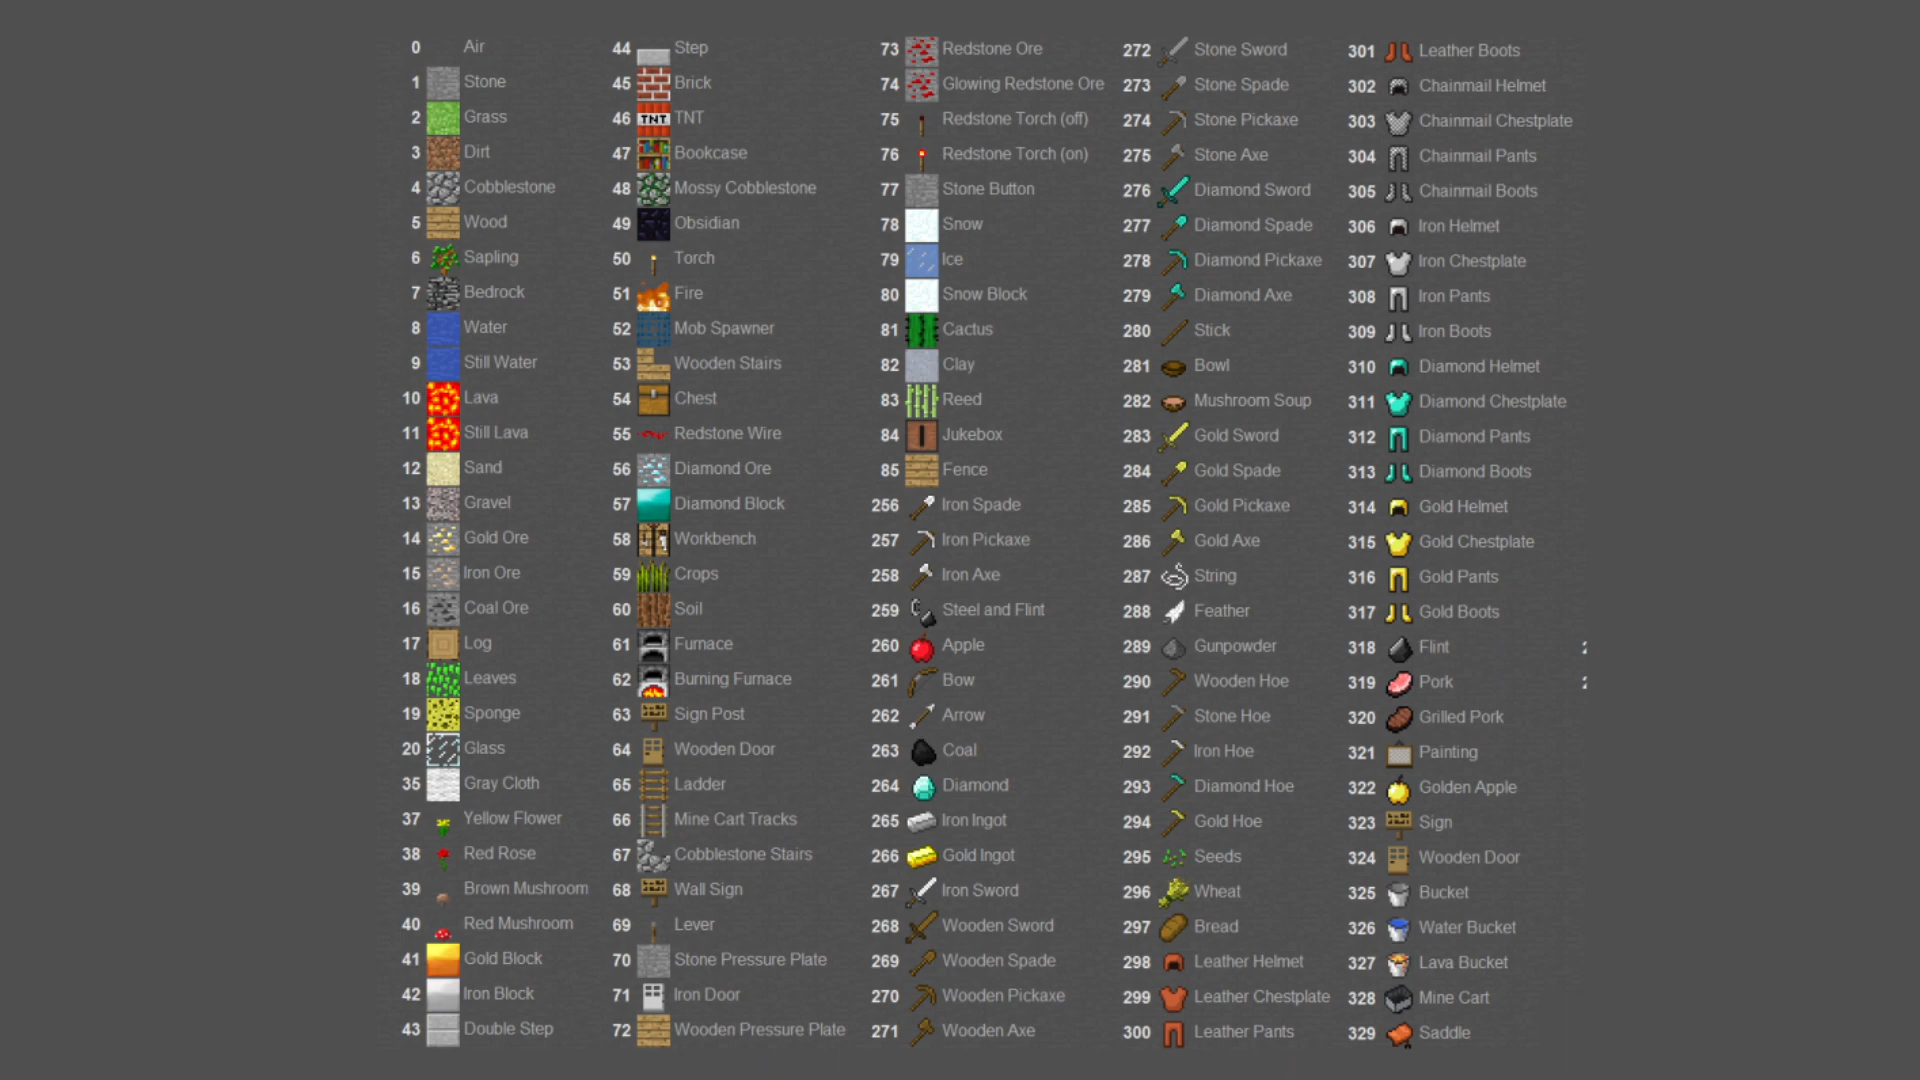 0 Air
1 Stone
2 Grass
3 Dirt
4 Cobblestone
5 Wood
6 Sapling
7 Bedrock
8 Water
9 Still Water
10 Lava
11 Still Lava
12 Sand
13 Gravel
14 Gold Ore
15 Iron Ore
16 Coal Ore
17 Log
18 Leaves
19 Sponge
20 Glass
35 Gray Cloth
37 Yellow Flower
38 Red Rose
39 Brown Mushroom
40 Red Mushroom
41 Gold Block
42 Iron Block
43 Double Step
44 Step
45 Brick
46 TNT TNT
47 Bookcase
48 Mossy Cobblestone
49 Obsidian
50 Torch
51 Fire
52 Mob Spawner
53 Wooden Stairs
54 Chest
55 Redstone Wire
56 Diamond Ore
57 Diamond Block
58 Workbench
59 Crops
60 Soil
61 Furnace
62 Burning Furnace
63 Sign Post
64 Wooden Door
65 Ladder
66 Mine Cart Tracks
67 Cobblestone Stairs
68 Wall Sign
69 Lever
70 Stone Pressure Plate
71 Iron Door
72 Wooden Pressure Plate
73 Redstone Ore
74 Glowing Redstone Ore
75 Redstone Torch (off)
76 Redstone Torch (on)
77 Stone Button
78 Snow
79 Ice
80 Snow Block
81 Cactus
82 Clay
83 Reed
84 Jukebox
85 Fence
256 Iron Spade
257 Iron Pickaxe
258 Iron Axe
259 Steel and Flint
260 Apple
261 Bow
262 Arrow
263 Coal
264 Diamond
265 Iron Ingot
266 Gold Ingot
267 Iron Sword
268 Wooden Sword
269 Wooden Spade
270 Wooden Pickaxe
271 Wooden Axe
272 Stone Sword
273 Stone Spade
274 Stone Pickaxe
275 Stone Axe
276 Diamond Sword
277 Diamond Spade
278 Diamond Pickaxe
279 Diamond Axe
280 Stick
281 Bowl
282 Mushroom Soup
283 Gold Sword
284 Gold Spade
285 Gold Pickaxe
286 Gold Axe
287 String
288 Feather
289 Gunpowder
290 Wooden Hoe
291 Stone Hoe
292 Iron Hoe
293 Diamond Hoe
294 Gold Hoe
295 Seeds
296 Wheat
297 Bread
298 Leather Helmet
299 Leather Chestplate
300 Leather Pants
301 Leather Boots
302 Chainmail Helmet
303 Chainmail Chestplate
304 Chainmail Pants
305 Chainmail Boots
306 Iron Helmet
307 Iron Chestplate
308 Iron Pants
309 Iron Boots
310 Diamond Helmet
311 Diamond Chestplate
312 Diamond Pants
313 Diamond Boots
314 Gold Helmet
315 Gold Chestplate
316 Gold Pants
317 Gold Boots
318 Flint
319 Pork
320 Grilled Pork
321 Painting
322 Golden Apple
323 Sign
324 Wooden Door
325 Bucket
326 Water Bucket
327 Lava Bucket
328 Mine Cart
329 Saddle